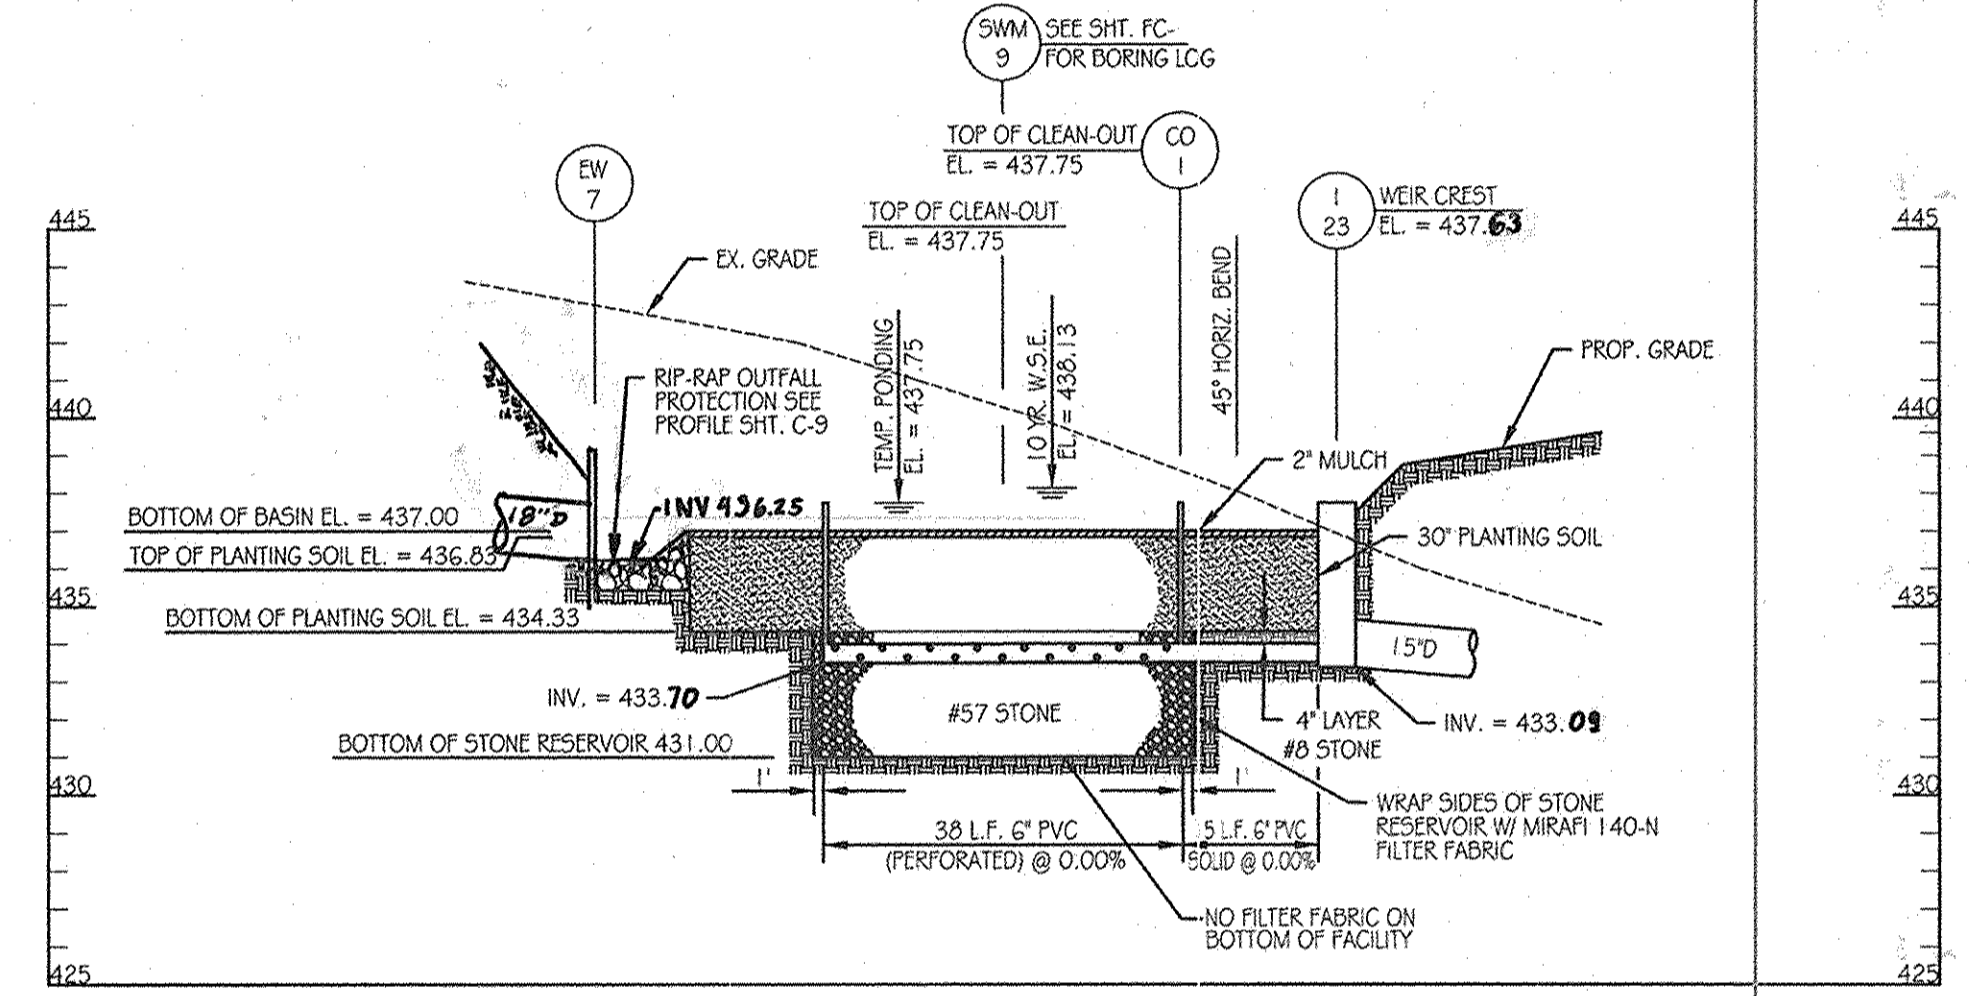 SWM
9
SEE SHT. FC-
FOR BORING LCG
TOP OF CLEAN-OUT
EL. = 437.75
CO
1
EW
7
TOP OF CLEAN-OUT
EL. = 437.75
1
23
WEIR CREST
EL. = 437.63
445
445
EX. GRADE
TEMP. PONDING
EL. = 437.75
10 YR. W.S.E.
EL. = 438.13
45° HORIZ. BEND
PROP. GRADE
RIP-RAP OUTFALL
PROTECTION SEE
PROFILE SHT. C-9
440
440
2" MULCH
BOTTOM OF BASIN EL. = 437.00
18"D
INV 436.25
30" PLANTING SOIL
TOP OF PLANTING SOIL EL. = 436.83
435
435
BOTTOM OF PLANTING SOIL EL. = 434.33
15"D
INV. = 433.70
#57 STONE
4" LAYER
#8 STONE
INV. = 433.09
BOTTOM OF STONE RESERVOIR 431.00
430
430
1'
1'
WRAP SIDES OF STONE
RESERVOIR W/ MIRAFI 140-N
FILTER FABRIC
38 L.F. 6" PVC
(PERFORATED) @ 0.00%
5 L.F. 6" PVC
SOLID @ 0.00%
NO FILTER FABRIC ON
BOTTOM OF FACILITY
425
425